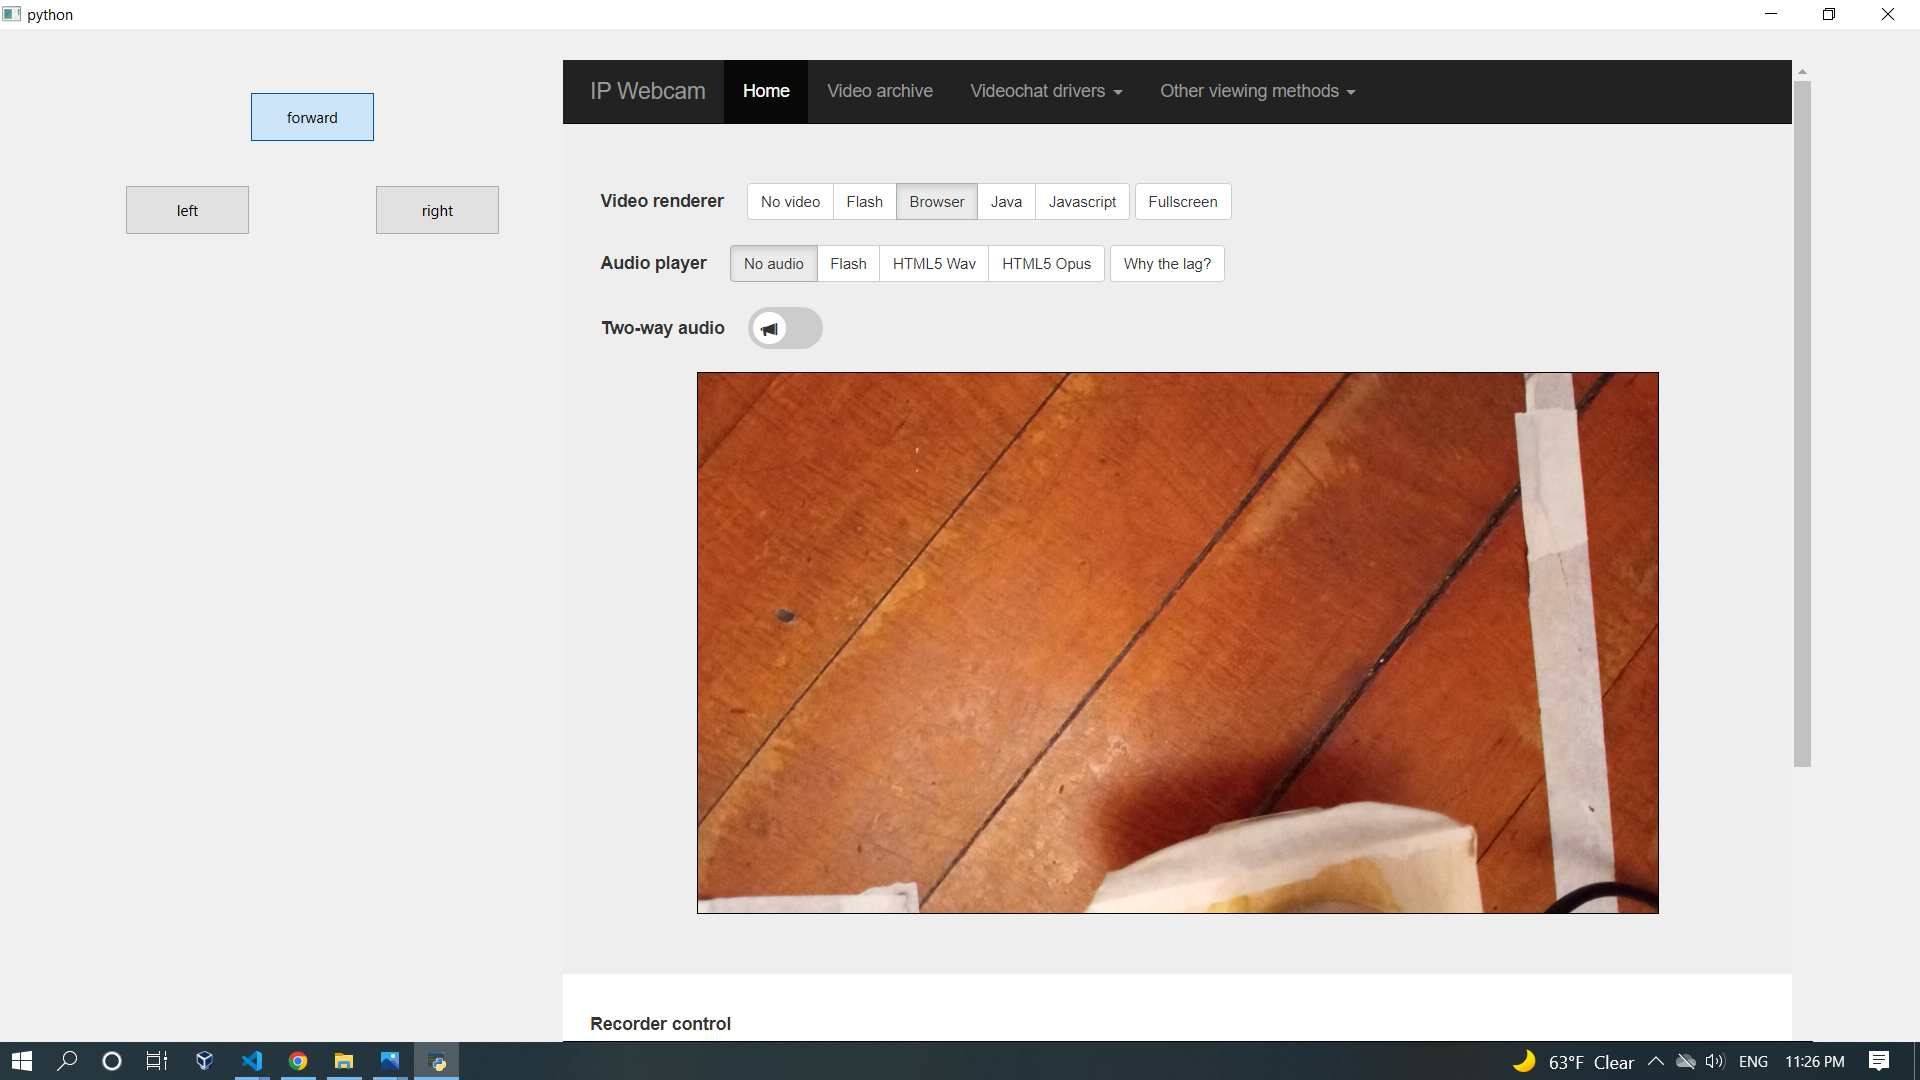 python
forward
left
right
IP Webcam Home Video archive Videochat drivers Other viewing methods
Video renderer No video Flash Browser Java Javascript Fullscreen
Audio player No audio Flash HTML5 Wav HTML5 Opus Why the lag?
Two-way audio
Recorder control
63°F Clear ENG 11:26 PM